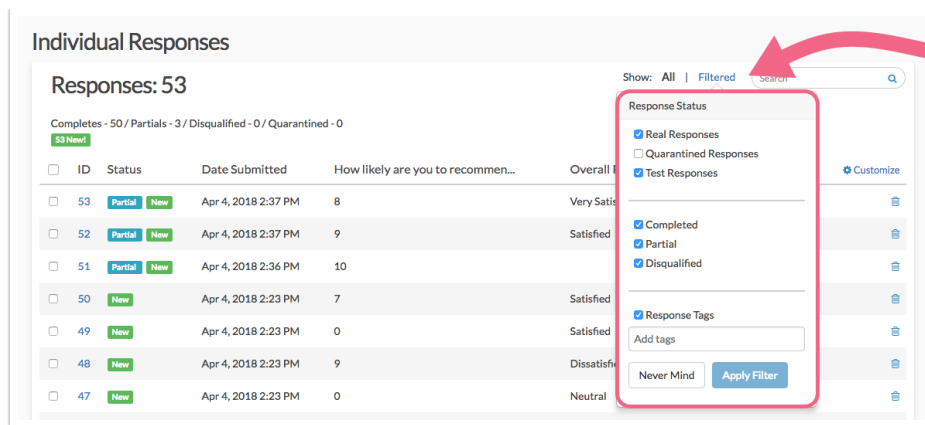 Individual Responses
Responses: 53
Show: All | Filtered
Search
Completes - 50 / Partials - 3 / Disqualified - 0 / Quarantined - 0
53 New!
Response Status
Real Responses
Quarantined Responses
Test Responses
Completed
Partial
Disqualified
Response Tags
Add tags
Never Mind Apply Filter
ID Status Date Submitted How likely are you to recommen... Overall Customize
53 Partial New Apr 4, 2018 2:37 PM 8 Very Satis
52 Partial New Apr 4, 2018 2:37 PM 9 Satisfied
51 Partial New Apr 4, 2018 2:36 PM 10
50 New Apr 4, 2018 2:23 PM 7 Satisfied
49 New Apr 4, 2018 2:23 PM 0 Satisfied
48 New Apr 4, 2018 2:23 PM 9 Dissatisfi
47 New Apr 4, 2018 2:23 PM 0 Neutral